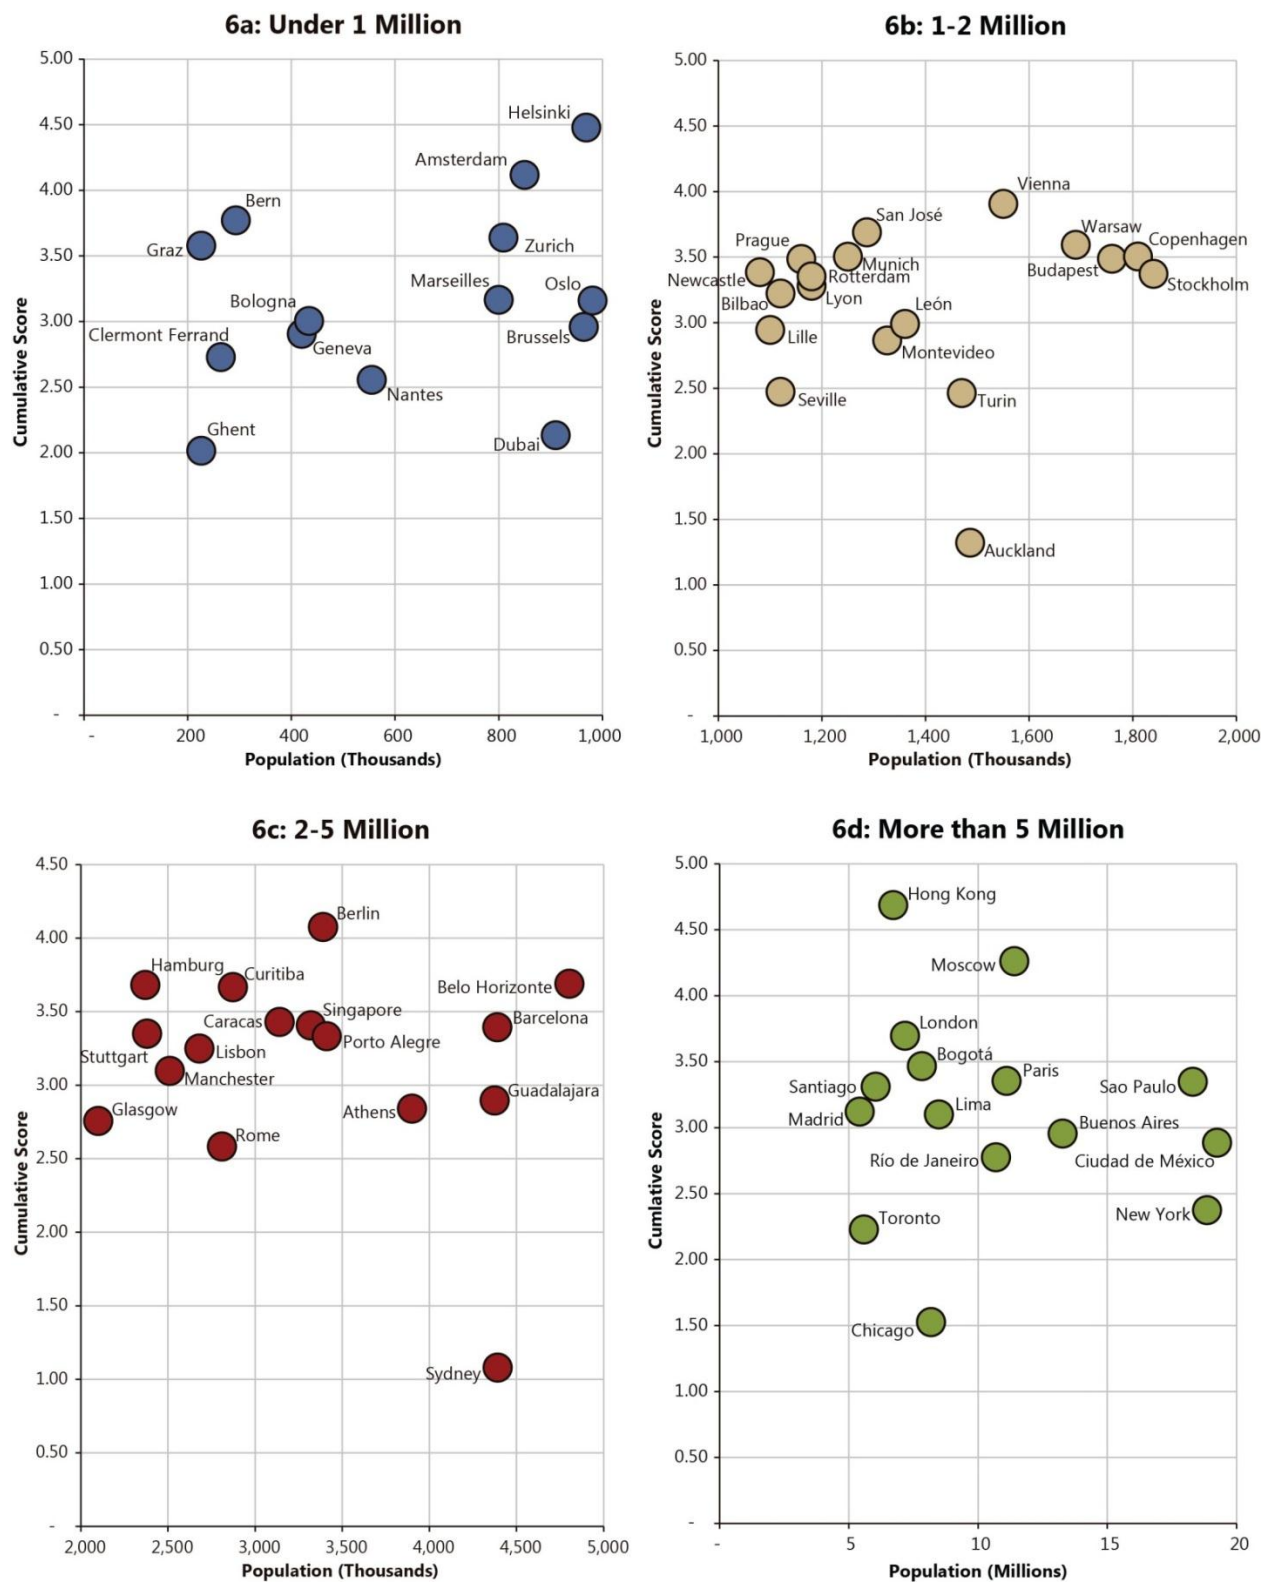 6a: Under 1 Million
5.00
4.50
4.00
3.50
3.00
2.50
2.00
1.50
1.00
0.50
-
Cumulative Score
Helsinki
Amsterdam
Bern
Graz
Zurich
Marseilles
Oslo
Bologna
Clermont Ferrand
Geneva
Brussels
Nantes
Ghent
Dubai
- 200 400 600 800 1,000
Population (Thousands)
6b: 1-2 Million
5.00
4.50
4.00
3.50
3.00
2.50
2.00
1.50
1.00
0.50
-
Cumulative Score
Vienna
San José
Warsaw
Prague
Copenhagen
Munich
Budapest
Newcastle
Rotterdam
Stockholm
Bilbao
Lyon
León
Lille
Montevideo
Seville
Turin
Auckland
1,000 1,200 1,400 1,600 1,800 2,000
Population (Thousands)
6c: 2-5 Million
4.50
4.00
3.50
3.00
2.50
2.00
1.50
1.00
0.50
-
Cumulative Score
Berlin
Hamburg
Curitiba
Belo Horizonte
Singapore
Caracas
Barcelona
Porto Alegre
Stuttgart
Lisbon
Manchester
Guadalajara
Glasgow
Athens
Rome
Sydney
2,000 2,500 3,000 3,500 4,000 4,500 5,000
Population (Thousands)
6d: More than 5 Million
5.00
4.50
4.00
3.50
3.00
2.50
2.00
1.50
1.00
0.50
-
Cumlative Score
Hong Kong
Moscow
London
Bogotá
Paris
Santiago
Sao Paulo
Lima
Madrid
Buenos Aires
Río de Janeiro
Ciudad de México
New York
Toronto
Chicago
- 5 10 15 20
Population (Millions)